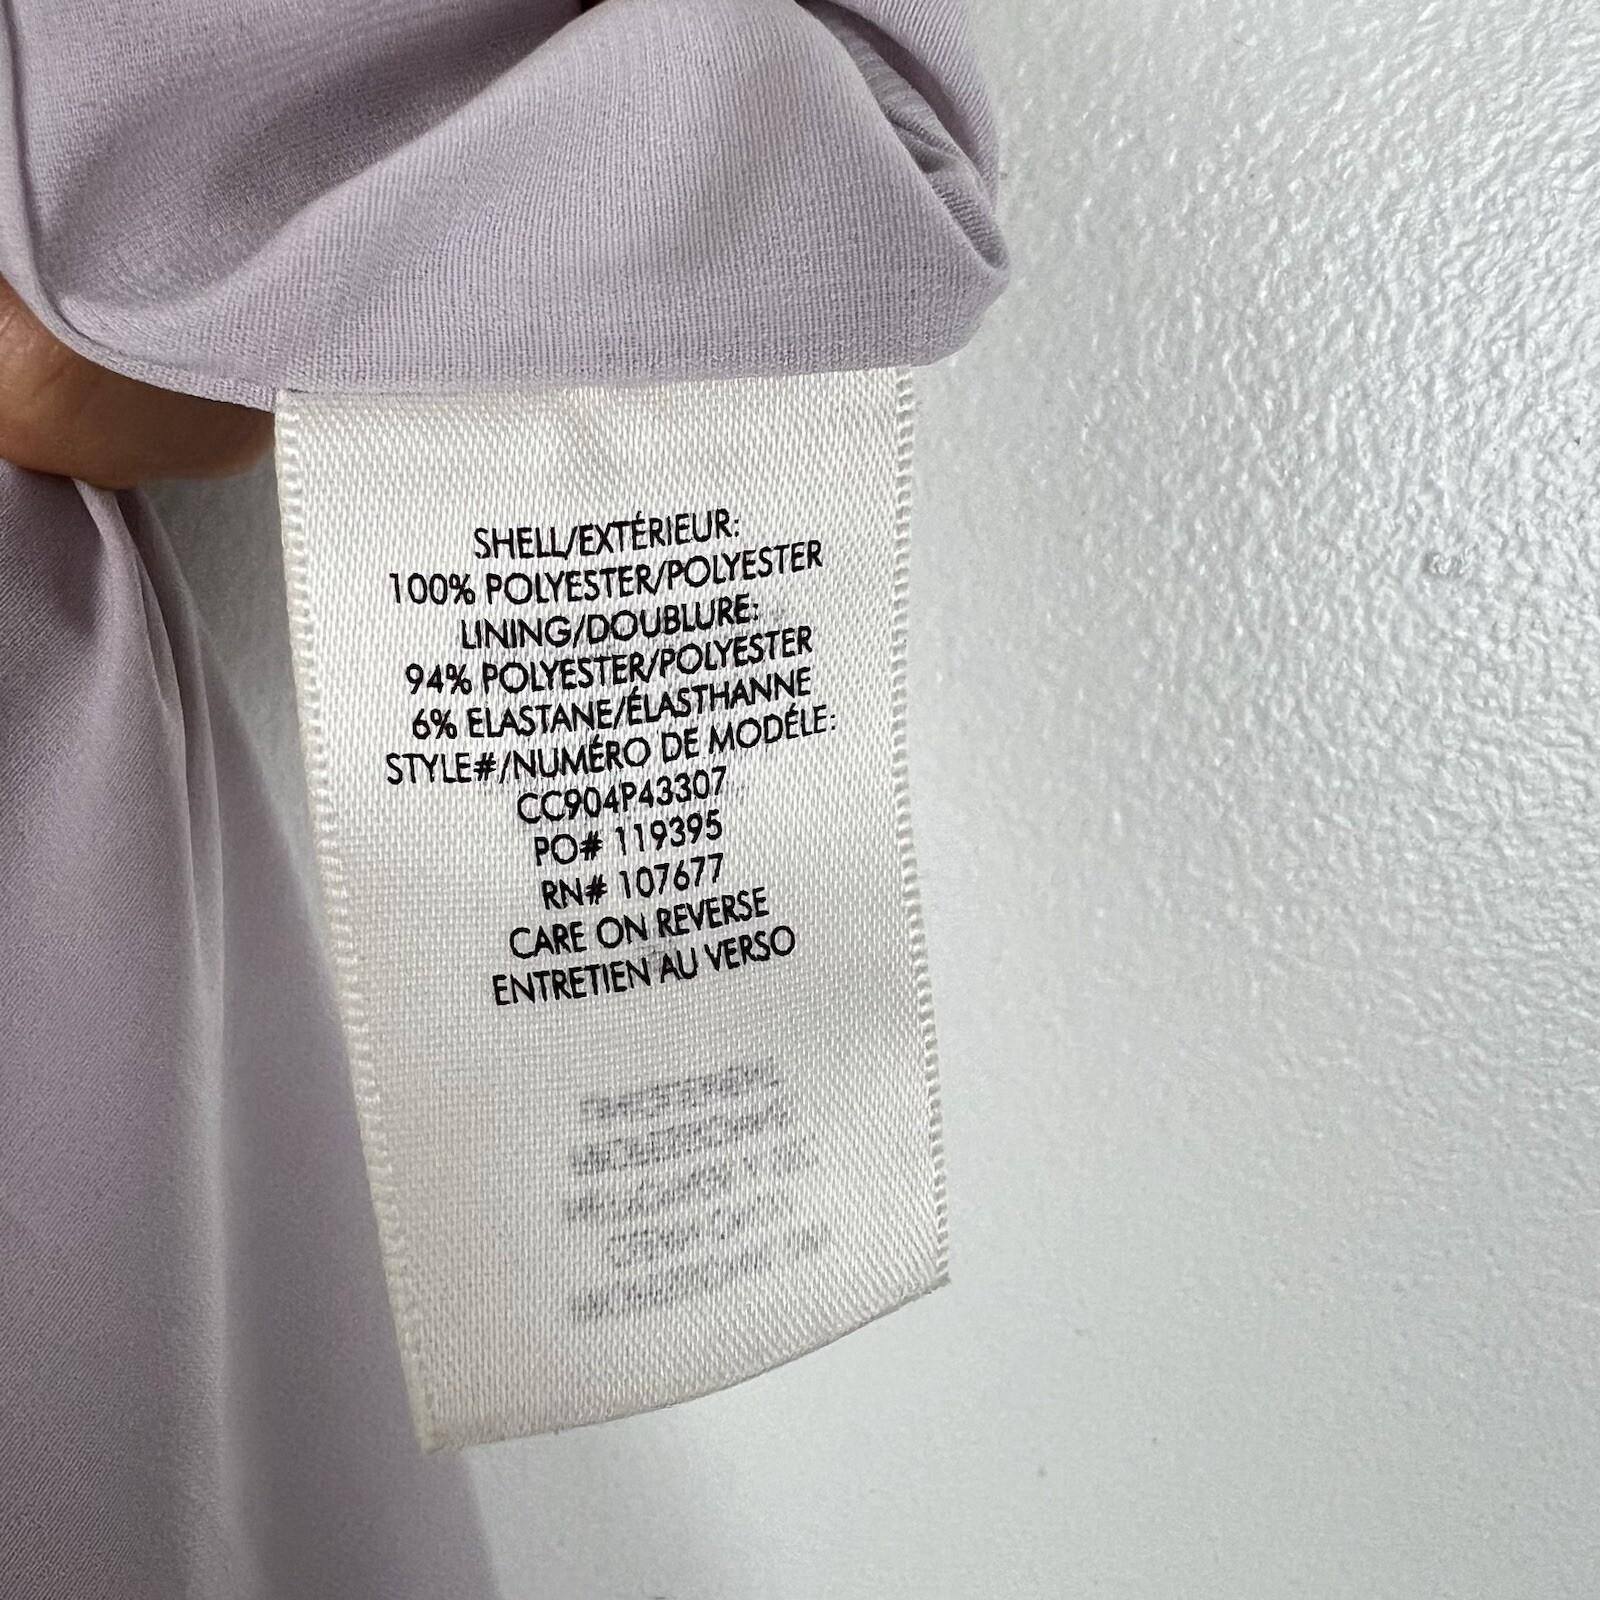 SHELL/EXTÉRIEUR:
100% POLYESTER/POLYESTER
LINING/DOUBLURE:
94% POLYESTER/POLYESTER
6% ELASTANE/ÉLASTHANNE
STYLE#/NUMÉRO DE MODÉLE:
CC904P43307
PO# 119395
RN# 107677
CARE ON REVERSE
ENTRETIEN AU VERSO